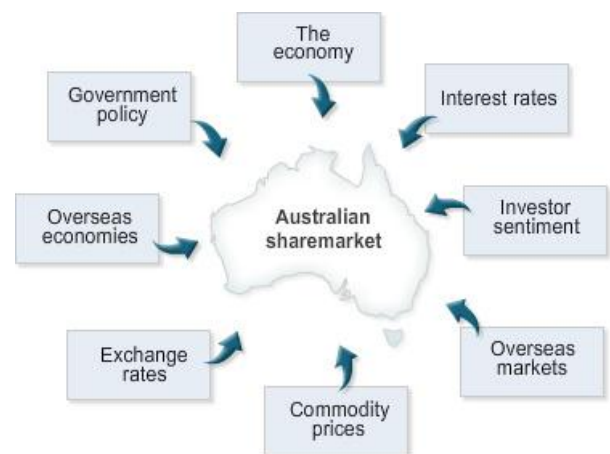 The
economy
Government
policy
Interest rates
Overseas
economies
Australian
sharemarket
Investor
sentiment
Exchange
rates
Overseas
markets
Commodity
prices